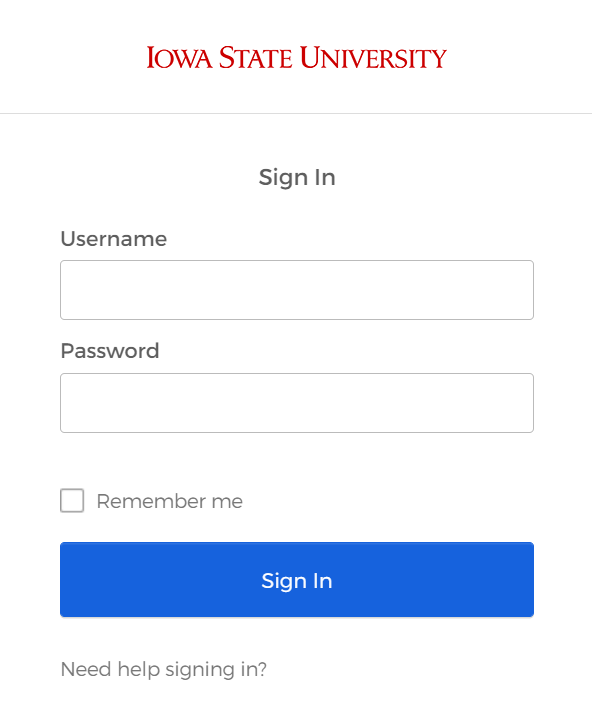 Iowa State University
Sign In
Username
Password
Remember me
Sign In
Need help signing in?